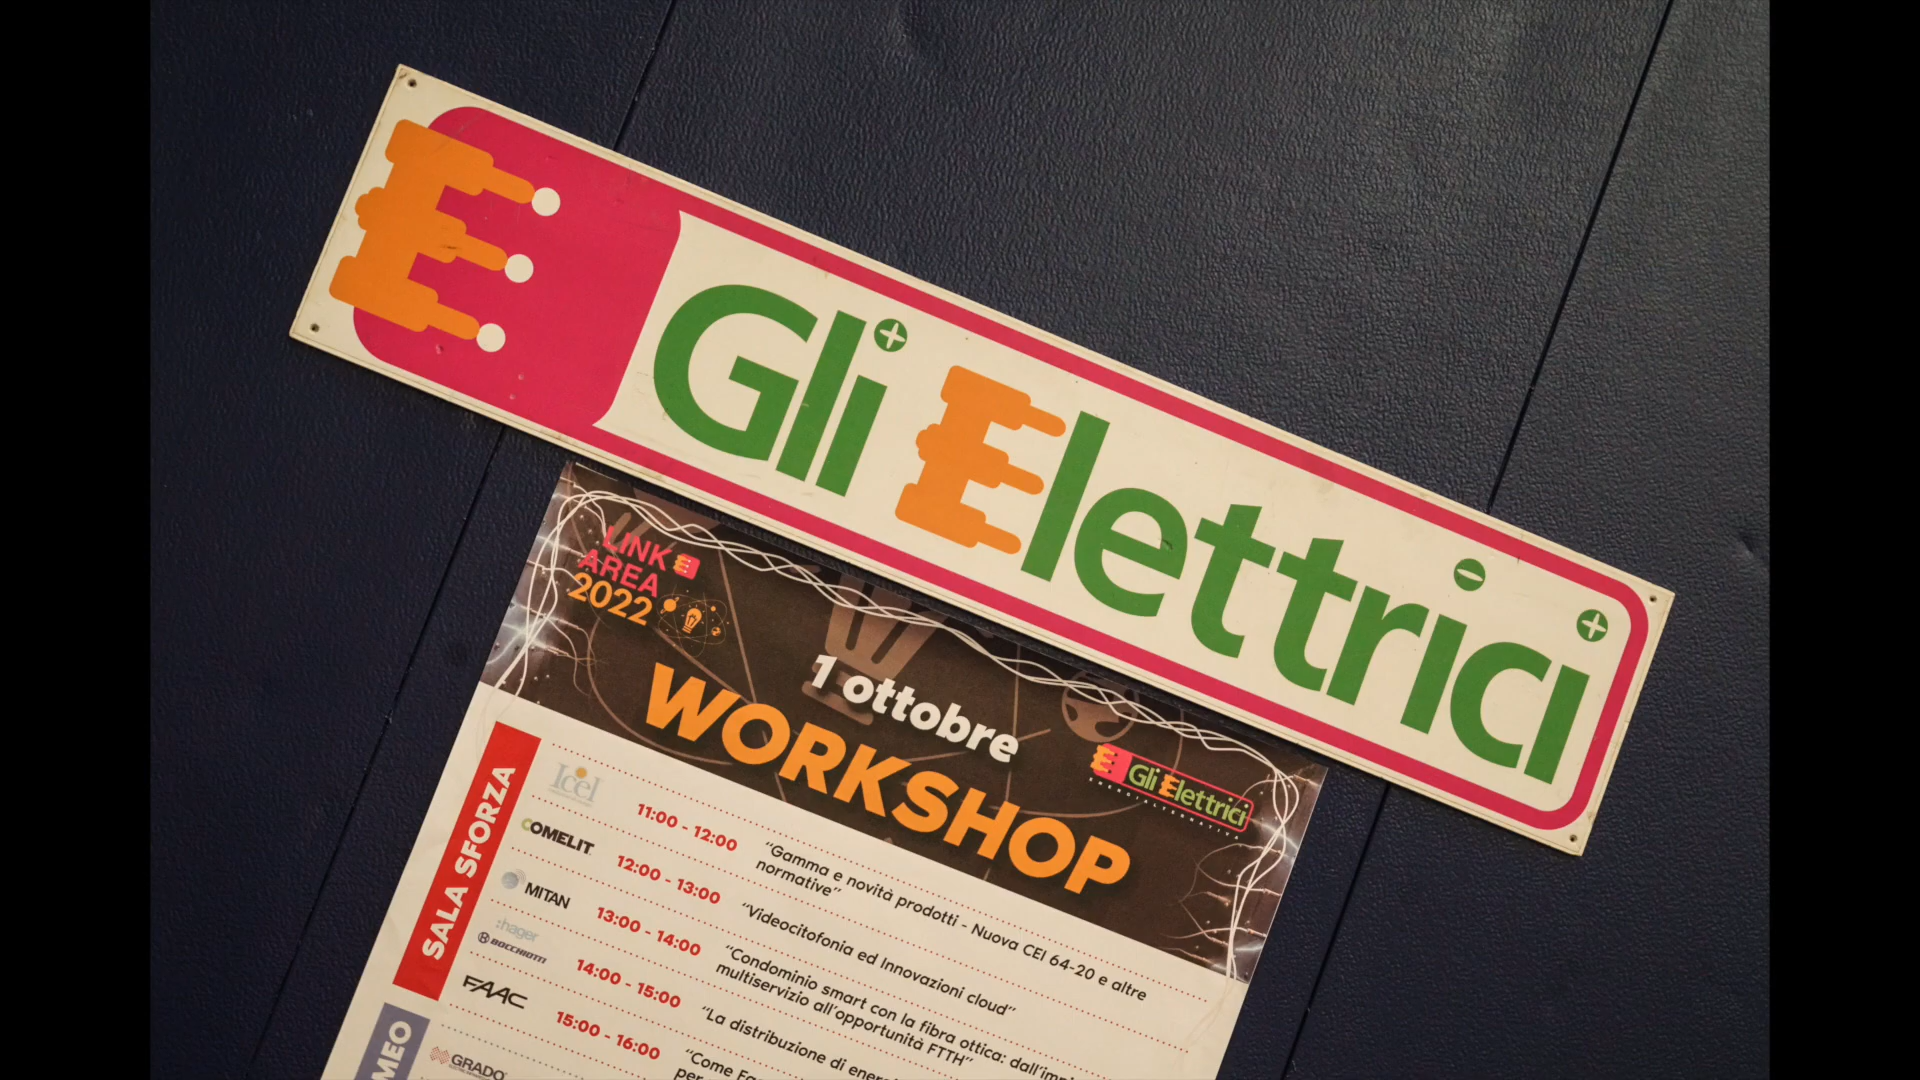 E Gli Elettrici
LINK E
AREA
2022
1 ottobre
WORKSHOP
E Gli Elettrici
ENERGIALTERNATIVA
SALA SFORZA
Icel
11:00 - 12:00
"Gamma e novità prodotti - Nuova CEI 64-20 e altre
normative"
COMELIT
12:00 - 13:00
"Videocitofonia ed Innovazioni cloud"
MITAN
13:00 - 14:00
"Condominio smart con la fibra ottica: dall'imp
multiservizio all'opportunità FTTH"
:hager
BOCCHIOTTI
14:00 - 15:00
"La distribuzione di energ
FAAC
15:00 - 16:00
"Come Fa
per
MEO
GRADO